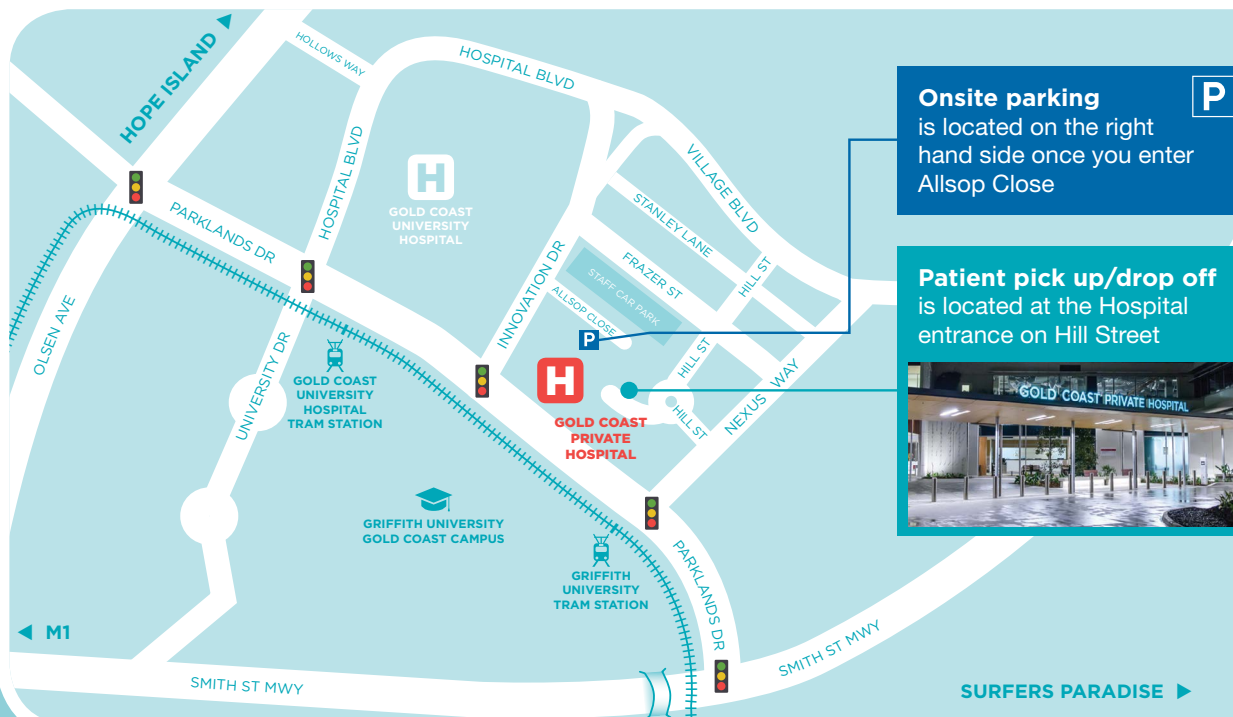 HOPE ISLAND
HOLLOWS WAY
HOSPITAL BLVD
HOSPITAL BLVD
VILLAGE BLVD
H
GOLD COAST
UNIVERSITY
HOSPITAL
PARKLANDS DR
STANLEY LANE
FRAZER ST
HILL ST
INNOVATION DR
STAFF CAR PARK
ALLSOP CLOSE
P
OLSEN AVE
UNIVERSITY DR
GOLD COAST
UNIVERSITY
HOSPITAL
TRAM STATION
H
GOLD COAST
PRIVATE
HOSPITAL
HILL ST
HILL ST
NEXUS WAY
GRIFFITH UNIVERSITY
GOLD COAST CAMPUS
GRIFFITH
UNIVERSITY
TRAM STATION
PARKLANDS DR
M1
SMITH ST MWY
SMITH ST MWY
SURFERS PARADISE
Onsite parking
P
is located on the right
hand side once you enter
Allsop Close
Patient pick up/drop off
is located at the Hospital
entrance on Hill Street
GOLD COAST PRIVATE HOSPITAL